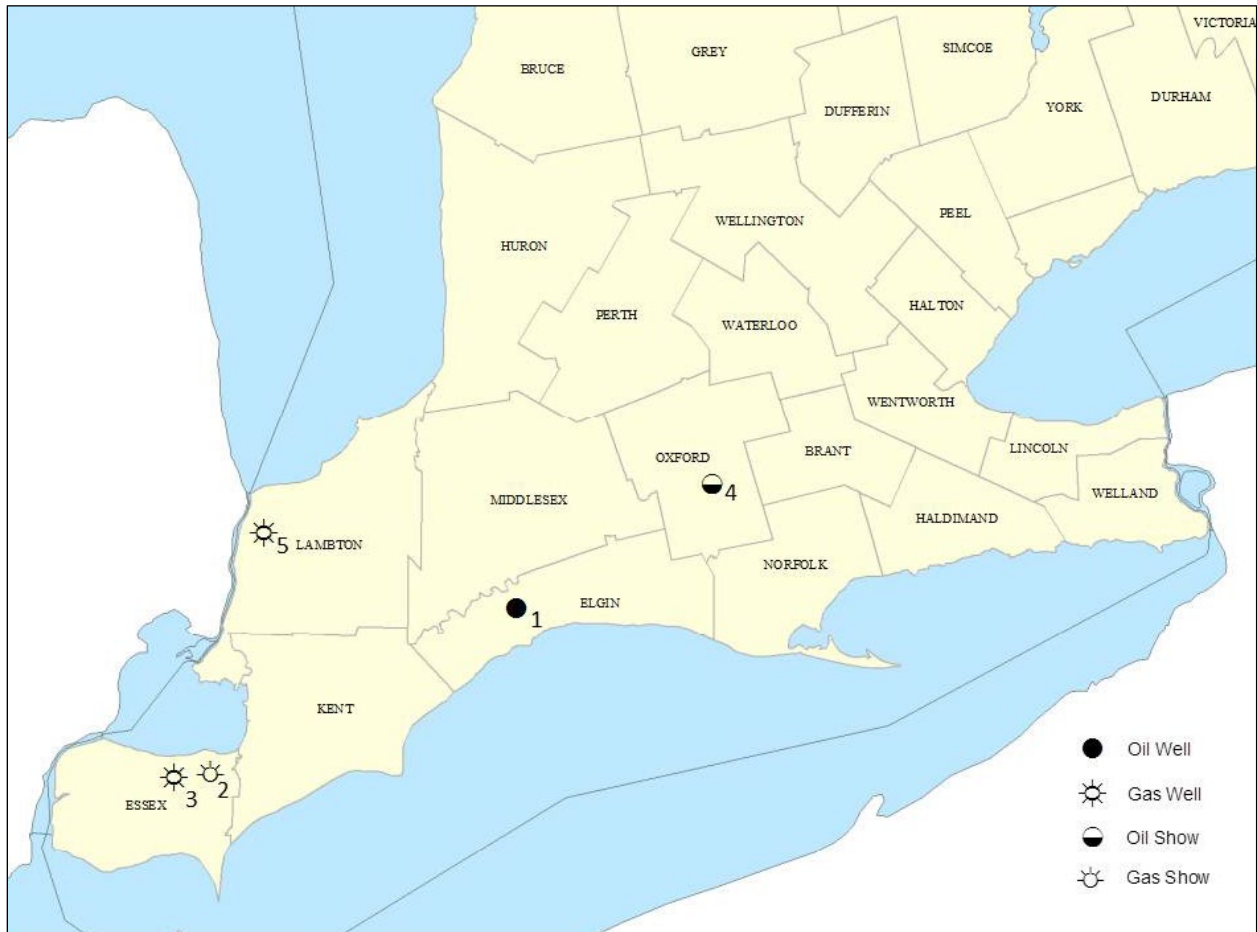 VICTORIA
GREY
SIMCOE
BRUCE
DURHAM
YORK
DUFFERIN
PEEL
WELLINGTON
HURON
HALTON
PERTH
WATERLOO
WENTWORTH
LINCOLN
BRANT
OXFORD
4
WELLAND
MIDDLESEX
HALDIMAND
5
LAMBTON
NORFOLK
ELGIN
1
KENT
3
2
ESSEX
Oil Well
Gas Well
Oil Show
Gas Show